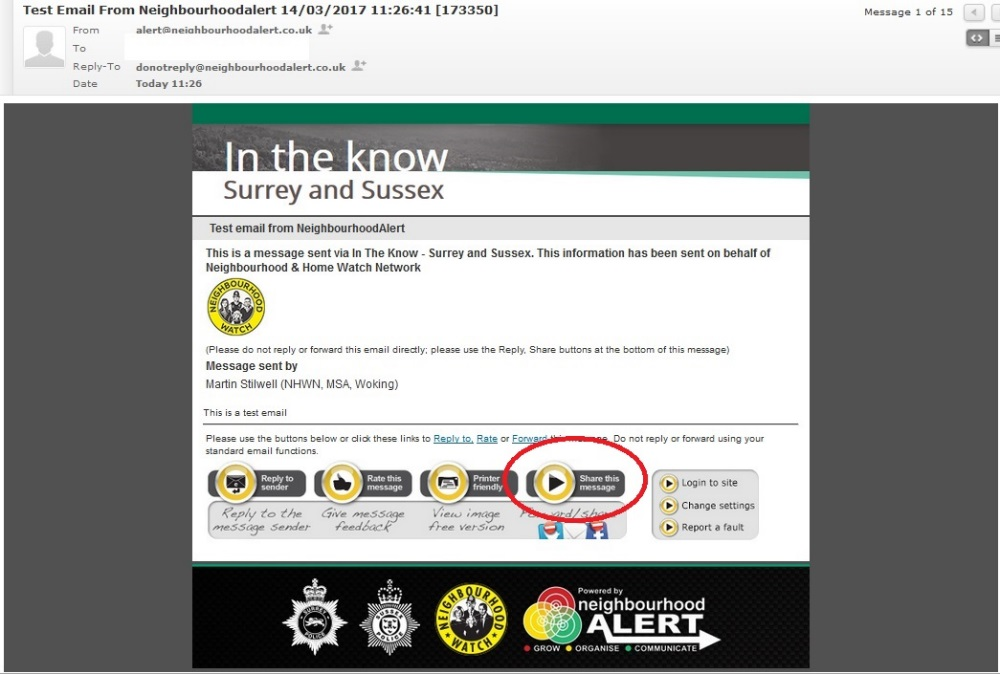 Test Email From Neighbourhoodalert 14/03/2017 11:26:41 [173350]
Message 1 of 15
From alert@neighbourhoodalert.co.uk
To
Reply-To donotreply@neighbourhoodalert.co.uk
Date Today 11:26
In the know
Surrey and Sussex
Test email from NeighbourhoodAlert
This is a message sent via In The Know - Surrey and Sussex. This information has been sent on behalf of
Neighbourhood & Home Watch Network
NEIGHBOURHOOD
WATCH
(Please do not reply or forward this email directly; please use the Reply, Share buttons at the bottom of this message)
Message sent by
Martin Stilwell (NHWN, MSA, Woking)
This is a test email
Please use the buttons below or click these links to Reply to, Rate or Forward this message. Do not reply or forward using your
standard email functions.
Reply to
sender
Rate this
message
Printer
friendly
Share this
message
Reply to the
message sender
Give message
feedback
View image
free version
Forward/share
Login to site
Change settings
Report a fault
SURREY
POLICE
SUSSEX
POLICE
NEIGHBOURHOOD
WATCH
Powered by
neighbourhood
ALERT
GROW ORGANISE COMMUNICATE